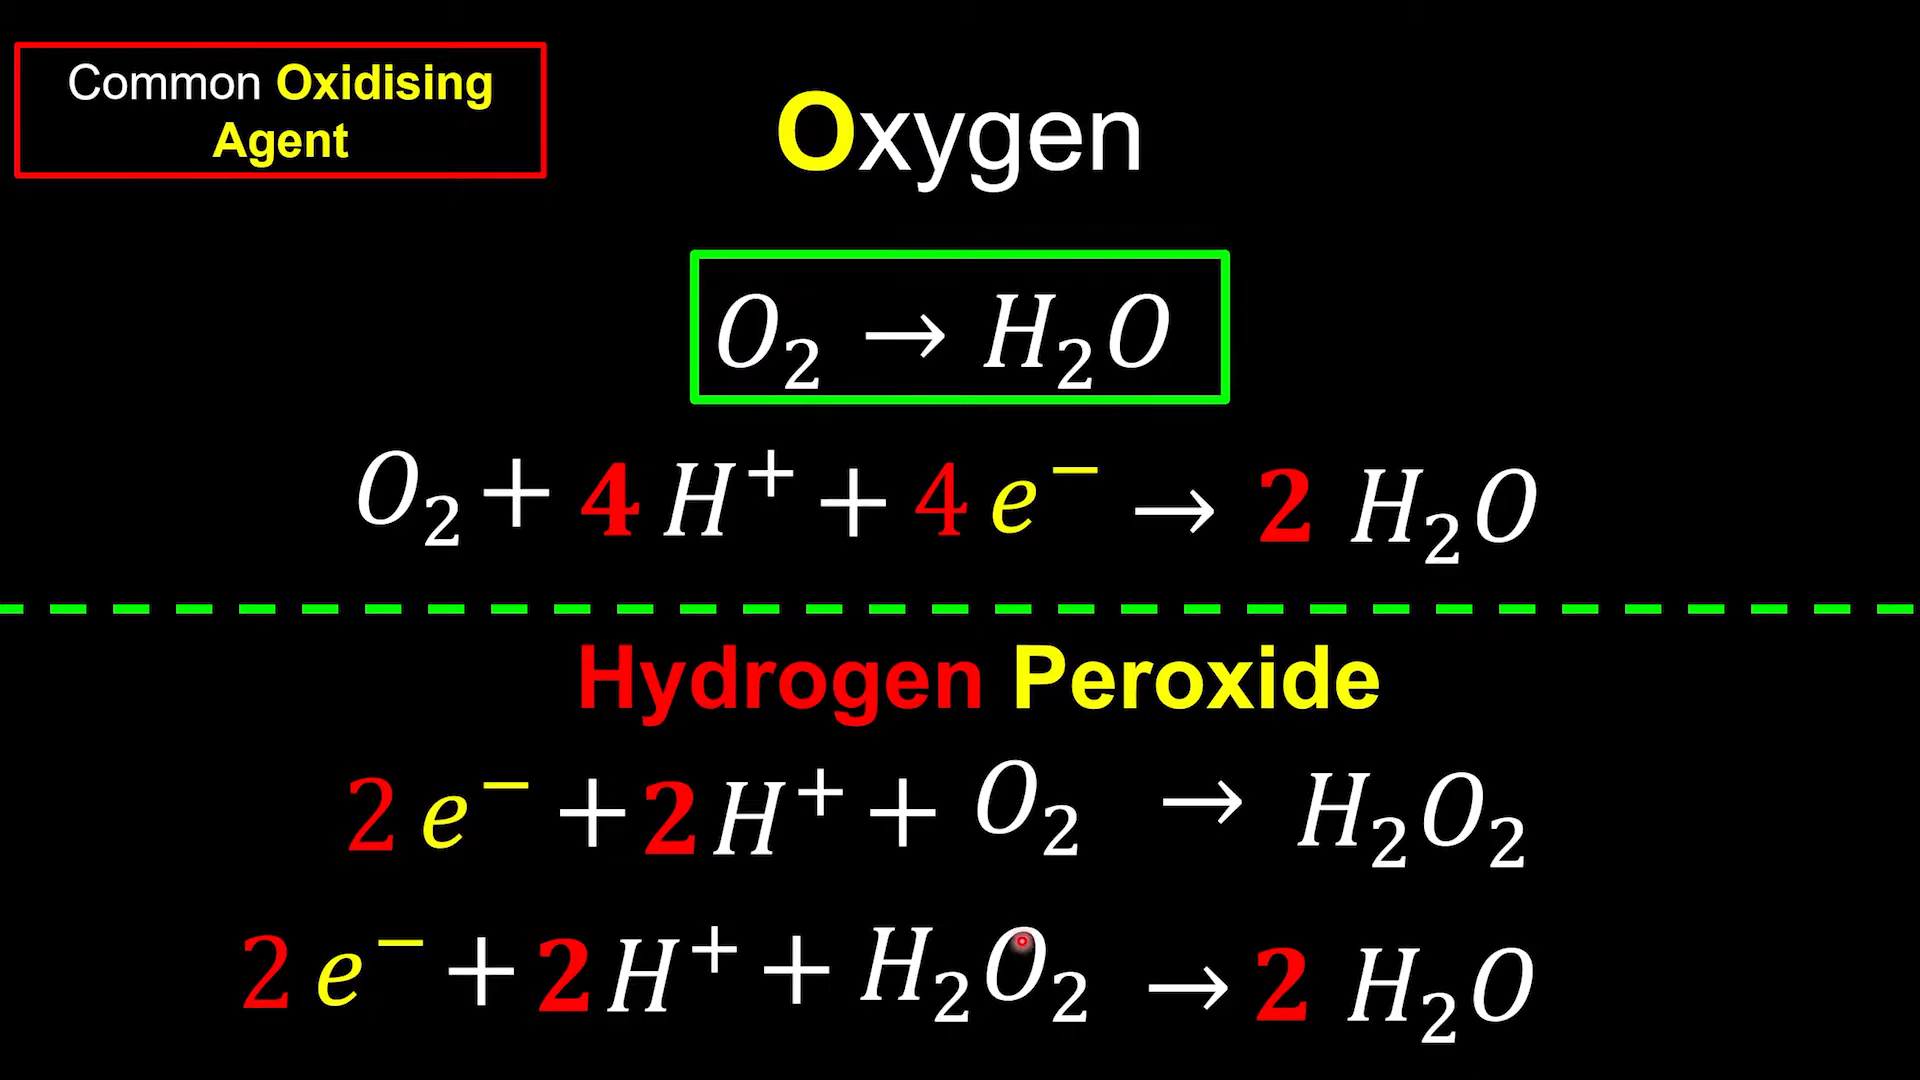 Common Oxidising
Agent
Oxygen
O₂ → H₂O
O₂ + 4 H⁺ + 4 e⁻ → 2 H₂O
Hydrogen Peroxide
2 e⁻ + 2 H⁺ + O₂ → H₂O₂
2 e⁻ + 2 H⁺ + H₂O₂ → 2 H₂O